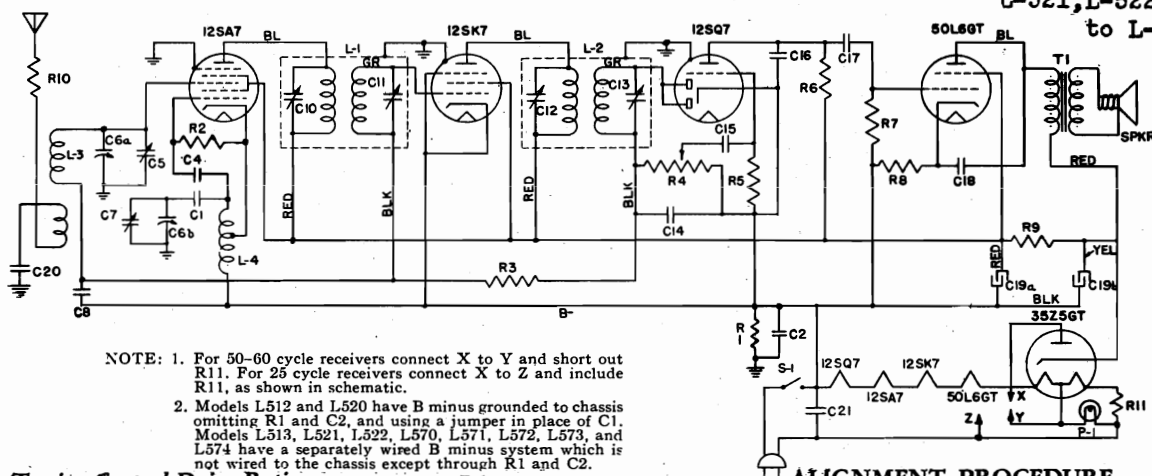 C-521, L-522
to L-
12SA7
12SK7
12SQ7
50L6GT
BL
BL
BL
L-1
L-2
T1
R10
GR
GR
C16
C17
C10
C11
C12
C13
R6
SPKR
L-3
C6a
C5
R2
C4
C15
R7
R4
R5
R8
C18
RED
C7
C6b
C1
RED
BLK
RED
BLK
C14
L-4
R9
YEL
C20
R3
RED
C19a
C19b
C8
B-
BLK
R1
C2
35Z5GT
S-1
12SQ7
12SA7
12SK7
50L6GT
X
Y
Z
R11
C21
P-1
NOTE: 1. For 50-60 cycle receivers connect X to Y and short out
R11. For 25 cycle receivers connect X to Z and include
R11, as shown in schematic.
2. Models L512 and L520 have B minus grounded to chassis
omitting R1 and C2, and using a jumper in place of C1.
Models L513, L521, L522, L570, L571, L572, L573, and
L574 have a separately wired B minus system which is
not wired to the chassis except through R1 and C2.
ALIGNMENT PROCEDURE